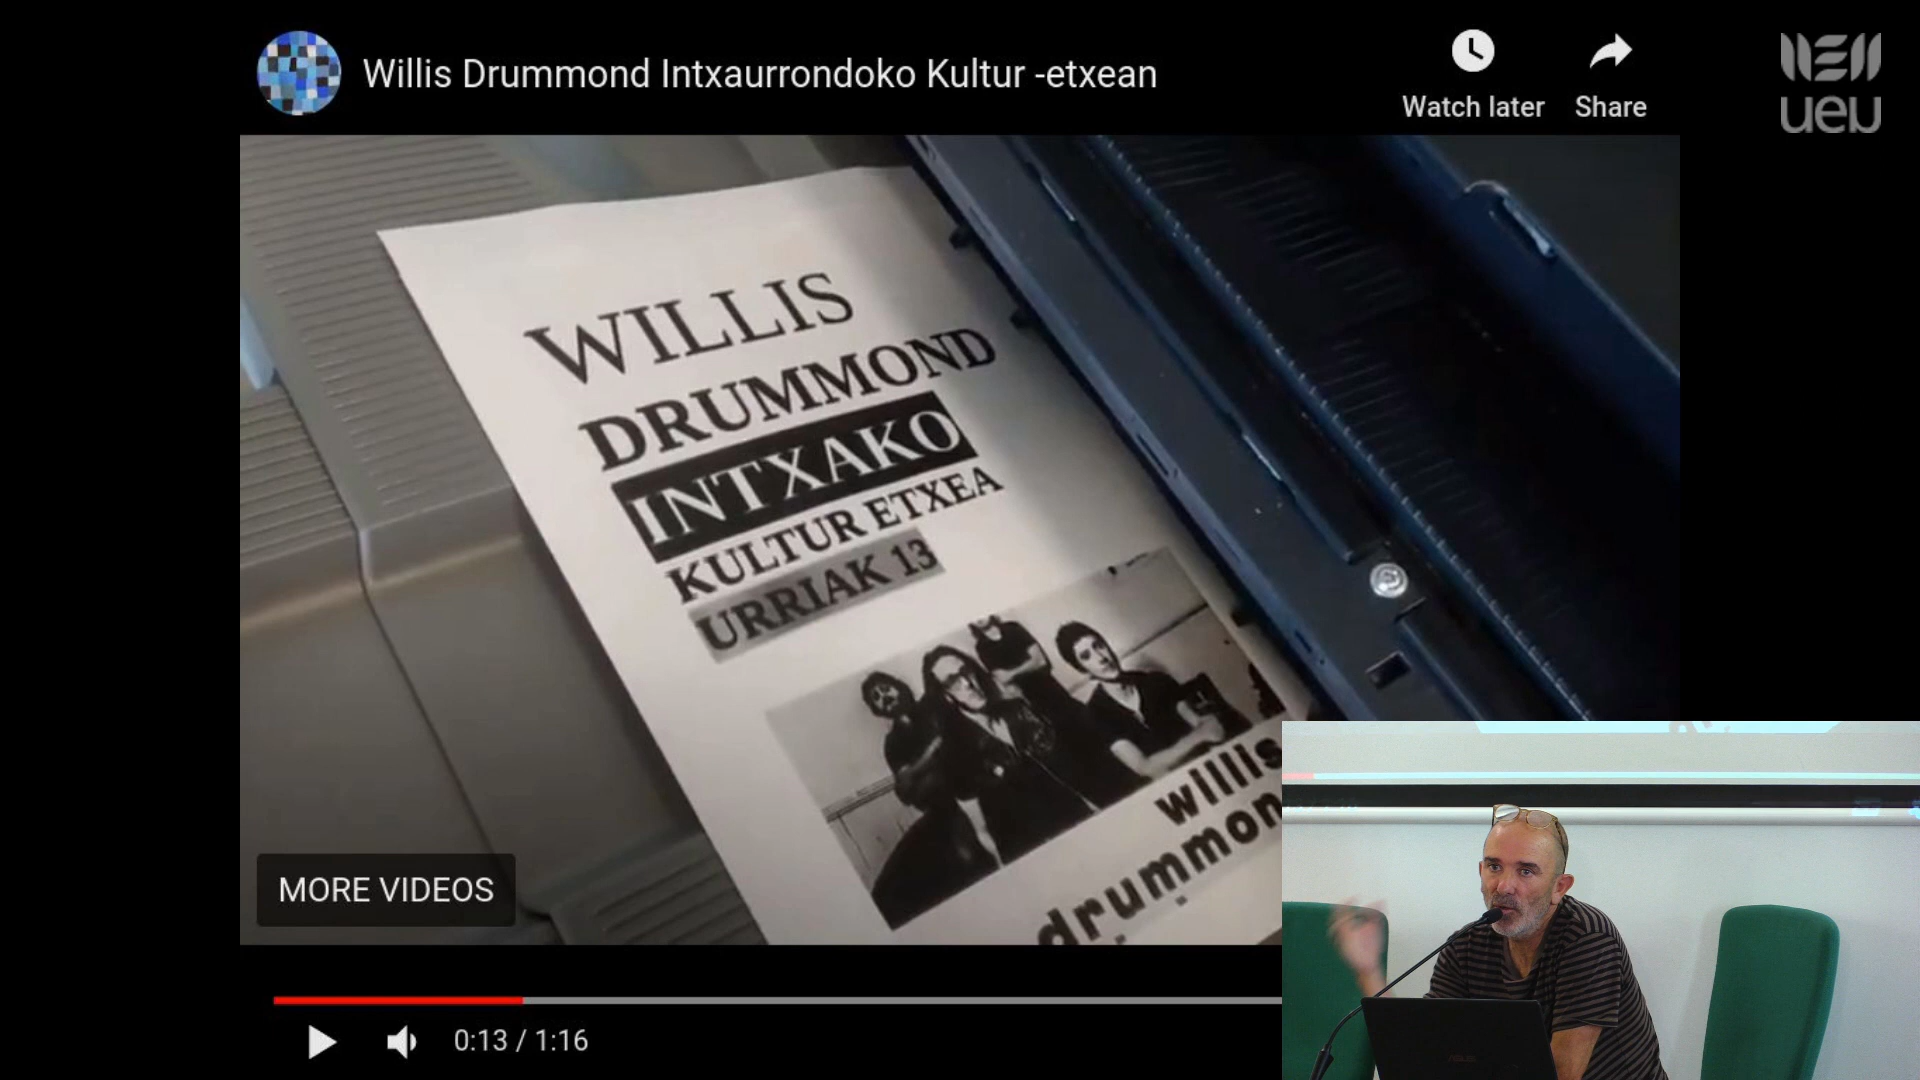 Willis Drummond Intxaurrondoko Kultur -etxean
Watch later
Share
ueu
WILLIS
DRUMMOND
INTXAKO
KULTUR ETXEA
URRIAK 13
willis
drummon
MORE VIDEOS
0:13 / 1:16